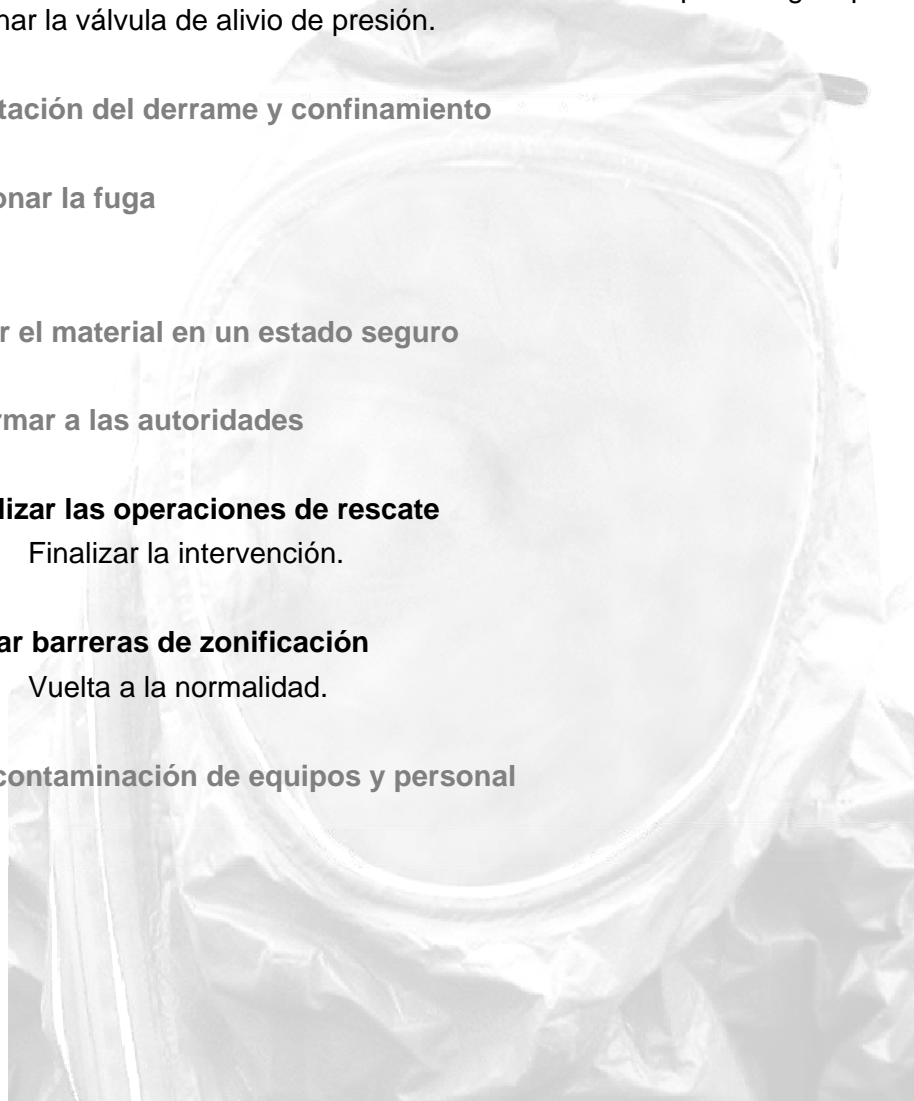 nar la válvula de alivio de presión.
tación del derrame y confinamiento
onar la fuga
r el material en un estado seguro
rmar a las autoridades
lizar las operaciones de rescate
Finalizar la intervención.
ar barreras de zonificación
Vuelta a la normalidad.
contaminación de equipos y personal